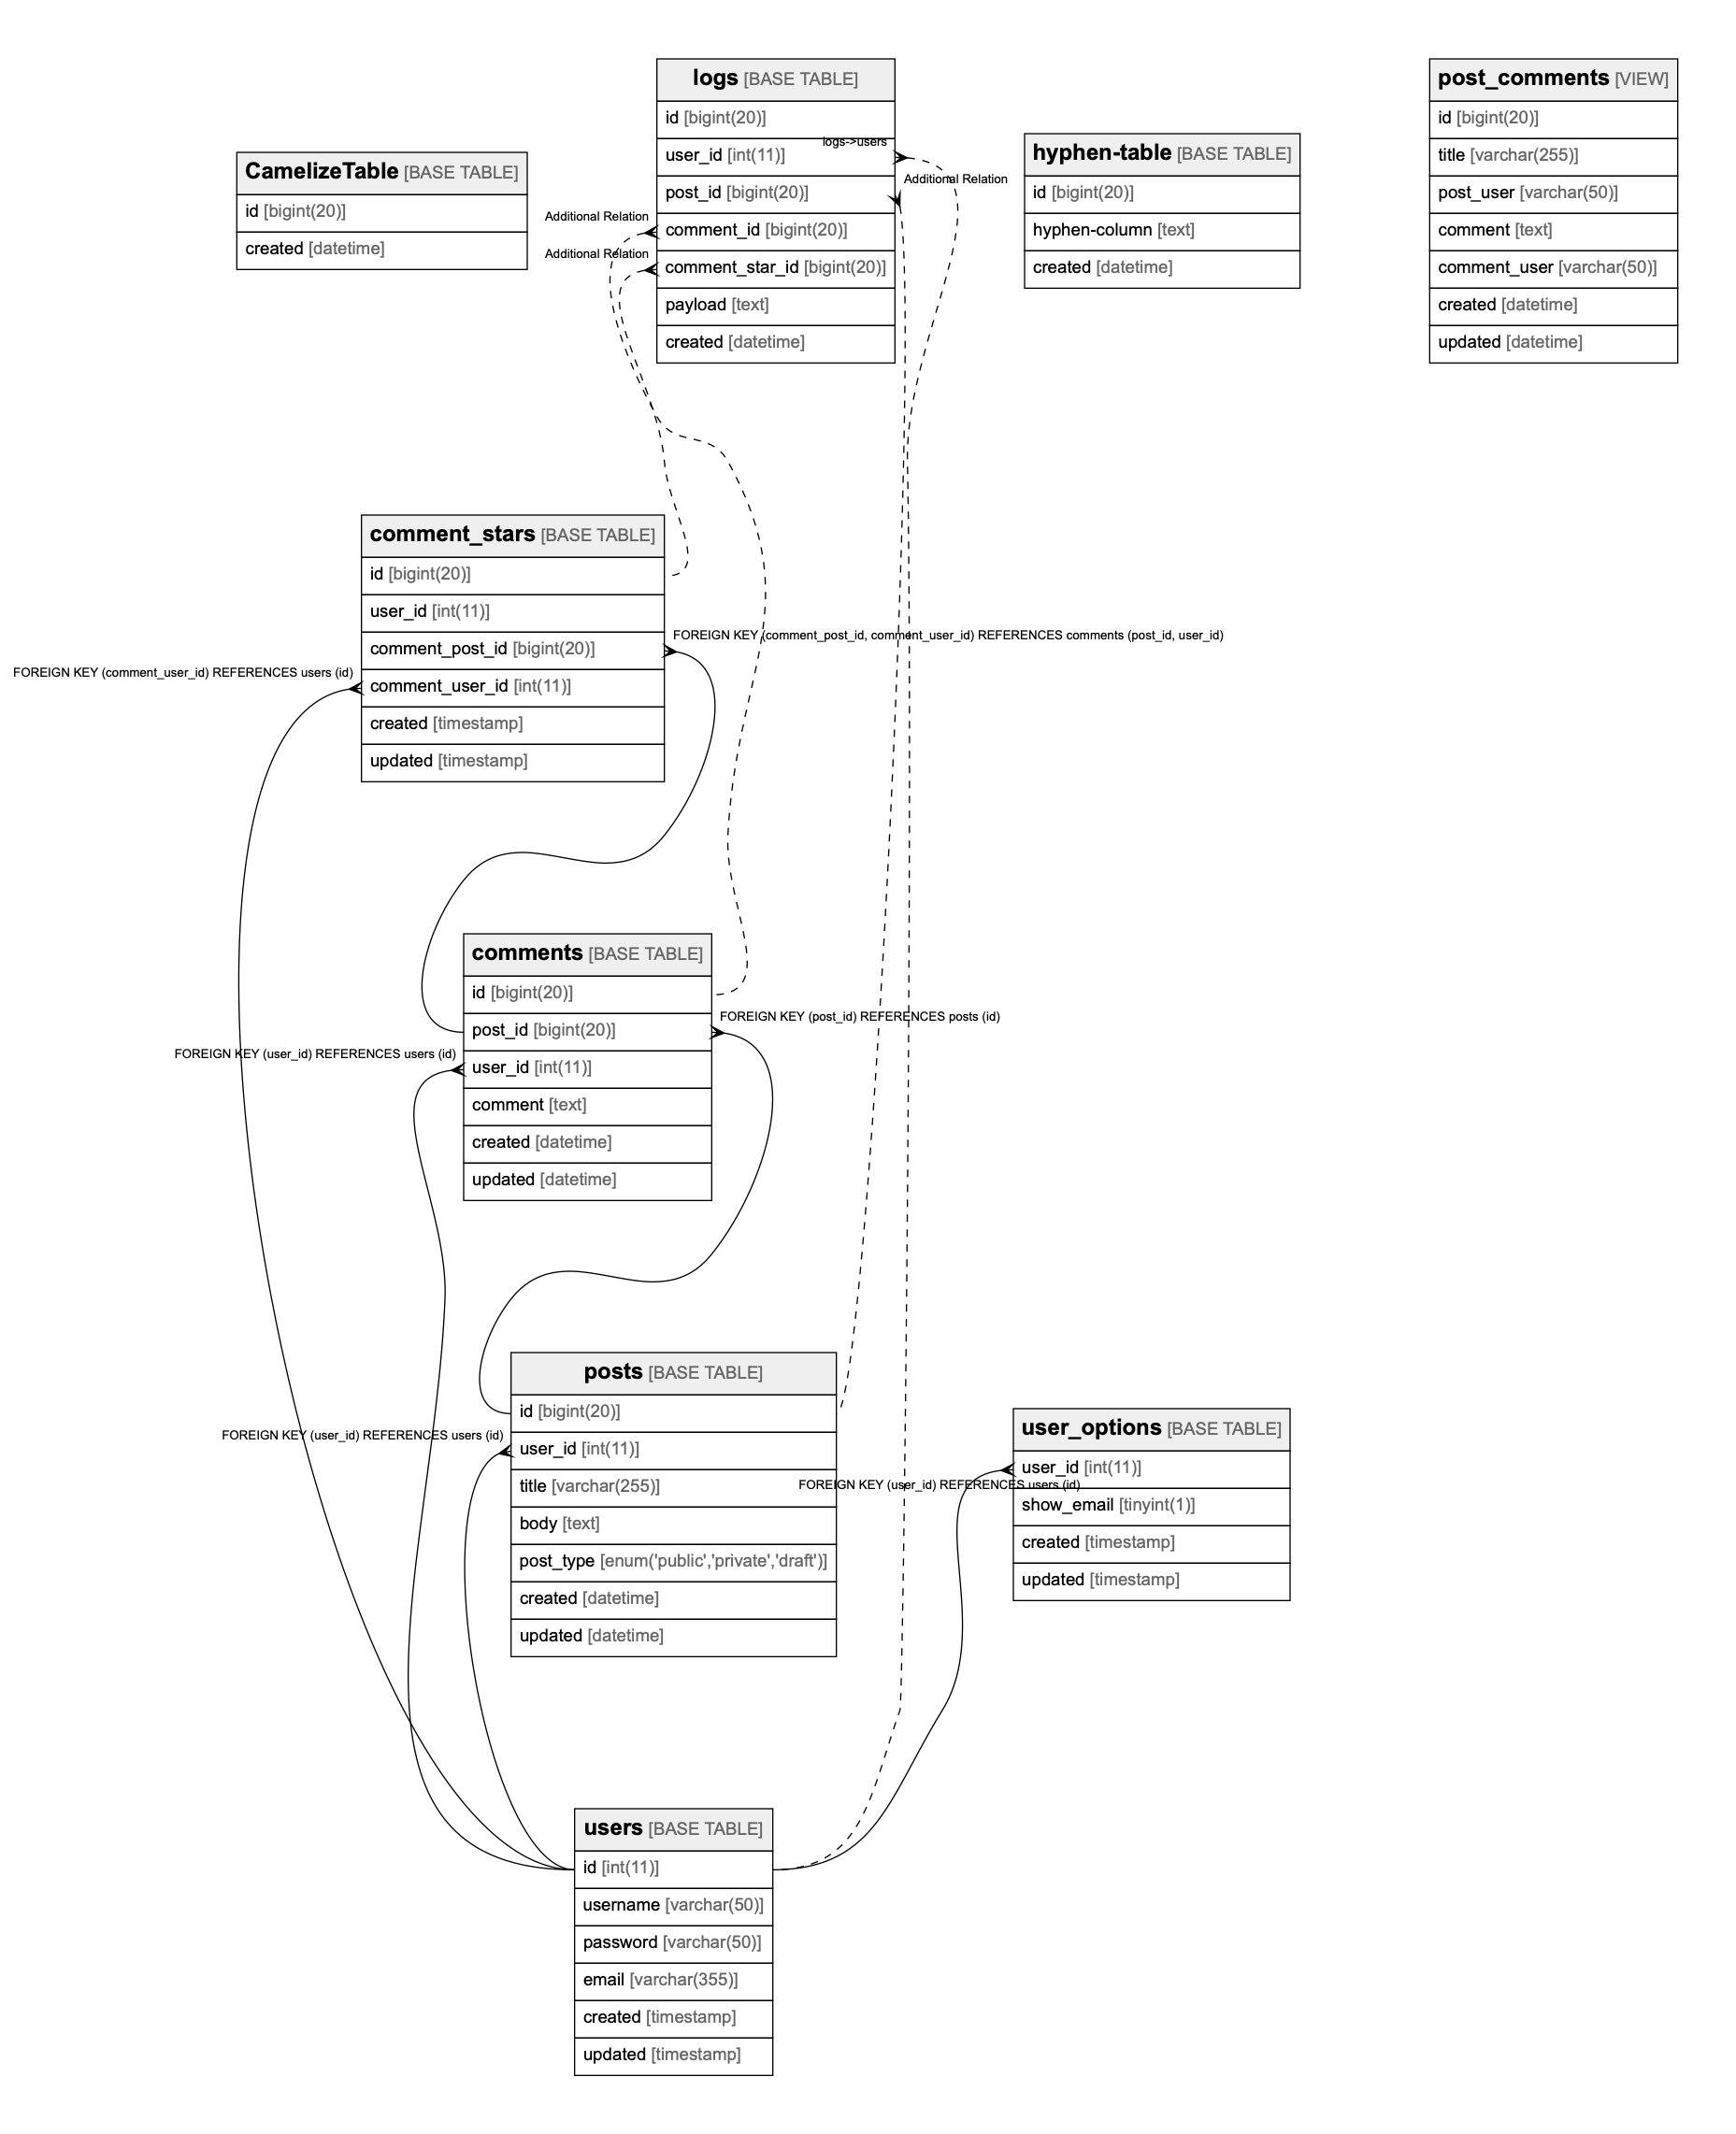 logs [BASE TABLE]
id [bigint(20)]
user_id [int(11)]
post_id [bigint(20)]
comment_id [bigint(20)]
comment_star_id [bigint(20)]
payload [text]
created [datetime]
logs->users
Additional Relation
Additional Relation
Additional Relation
post_comments [VIEW]
id [bigint(20)]
title [varchar(255)]
post_user [varchar(50)]
comment [text]
comment_user [varchar(50)]
created [datetime]
updated [datetime]
hyphen-table [BASE TABLE]
id [bigint(20)]
hyphen-column [text]
created [datetime]
CamelizeTable [BASE TABLE]
id [bigint(20)]
created [datetime]
comment_stars [BASE TABLE]
id [bigint(20)]
user_id [int(11)]
comment_post_id [bigint(20)]
comment_user_id [int(11)]
created [timestamp]
updated [timestamp]
FOREIGN KEY (comment_post_id, comment_user_id) REFERENCES comments (post_id, user_id)
FOREIGN KEY (comment_user_id) REFERENCES users (id)
comments [BASE TABLE]
id [bigint(20)]
post_id [bigint(20)]
user_id [int(11)]
comment [text]
created [datetime]
updated [datetime]
FOREIGN KEY (post_id) REFERENCES posts (id)
FOREIGN KEY (user_id) REFERENCES users (id)
posts [BASE TABLE]
id [bigint(20)]
user_id [int(11)]
title [varchar(255)]
body [text]
post_type [enum('public','private','draft')]
created [datetime]
updated [datetime]
FOREIGN KEY (user_id) REFERENCES users (id)
user_options [BASE TABLE]
user_id [int(11)]
show_email [tinyint(1)]
created [timestamp]
updated [timestamp]
FOREIGN KEY (user_id) REFERENCES users (id)
users [BASE TABLE]
id [int(11)]
username [varchar(50)]
password [varchar(50)]
email [varchar(355)]
created [timestamp]
updated [timestamp]